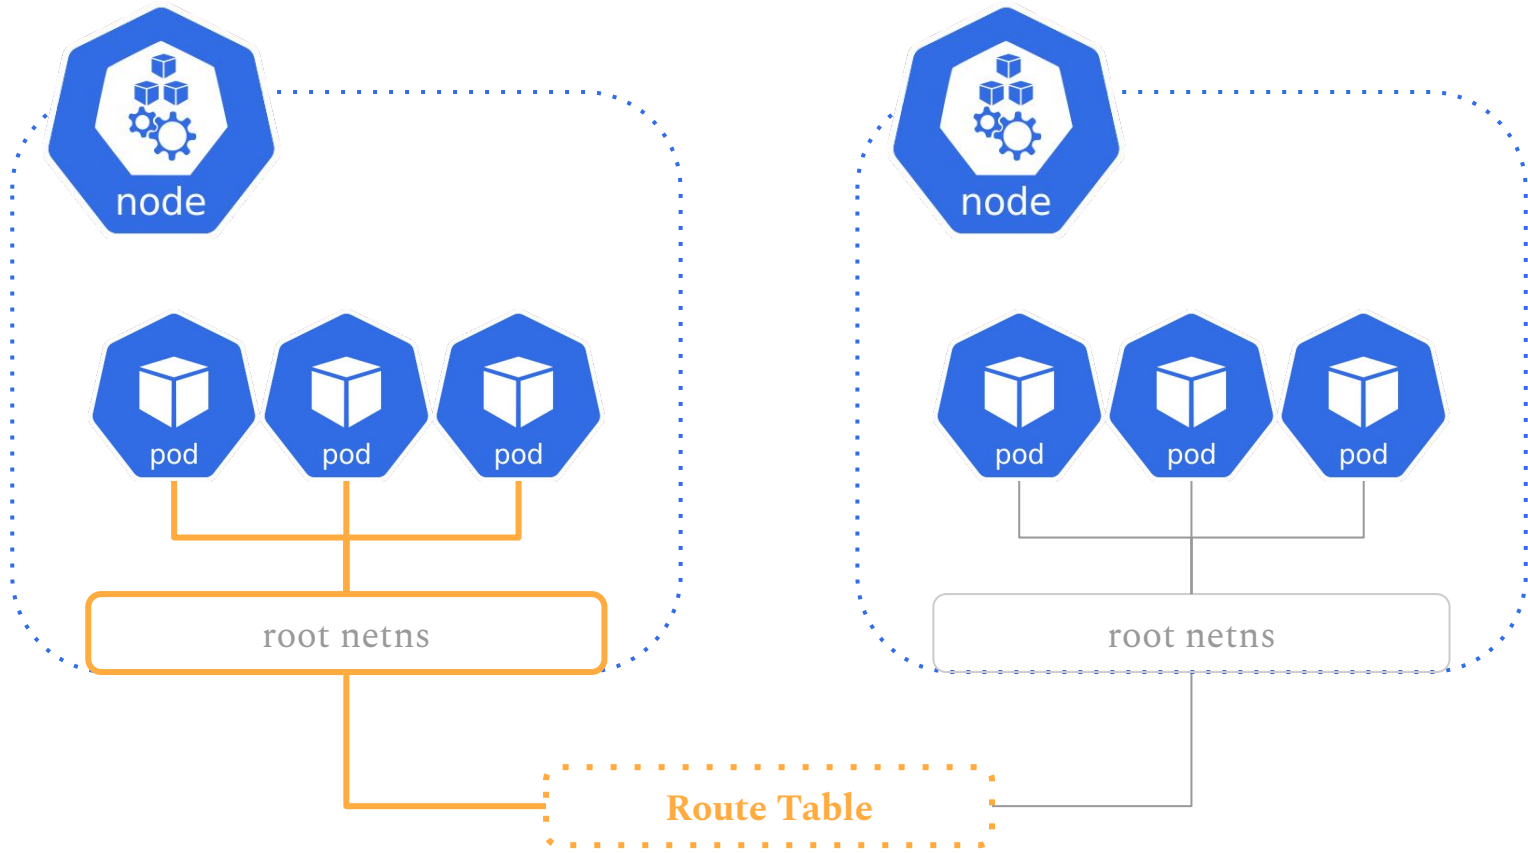 node
node
pod
pod
pod
pod
pod
pod
root netns
root netns
Route Table